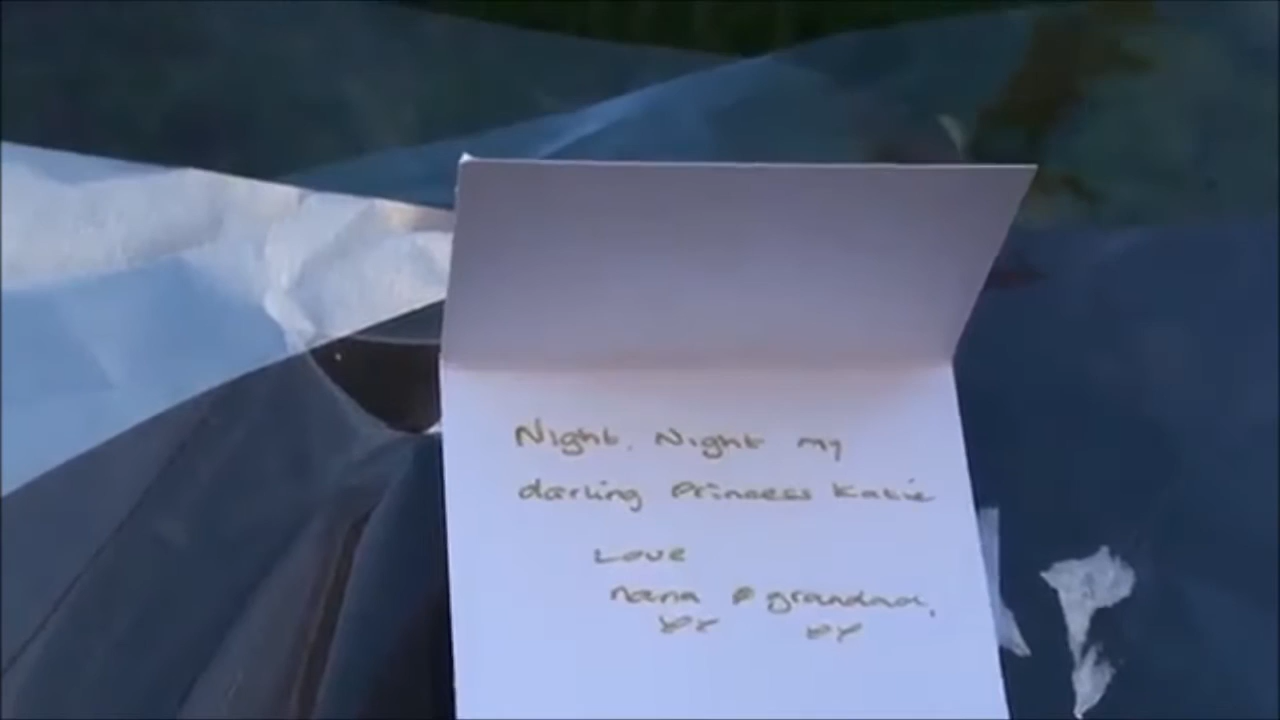 Night. Night my
darling Princess Katie
Love
nana & grandad.
xx xx